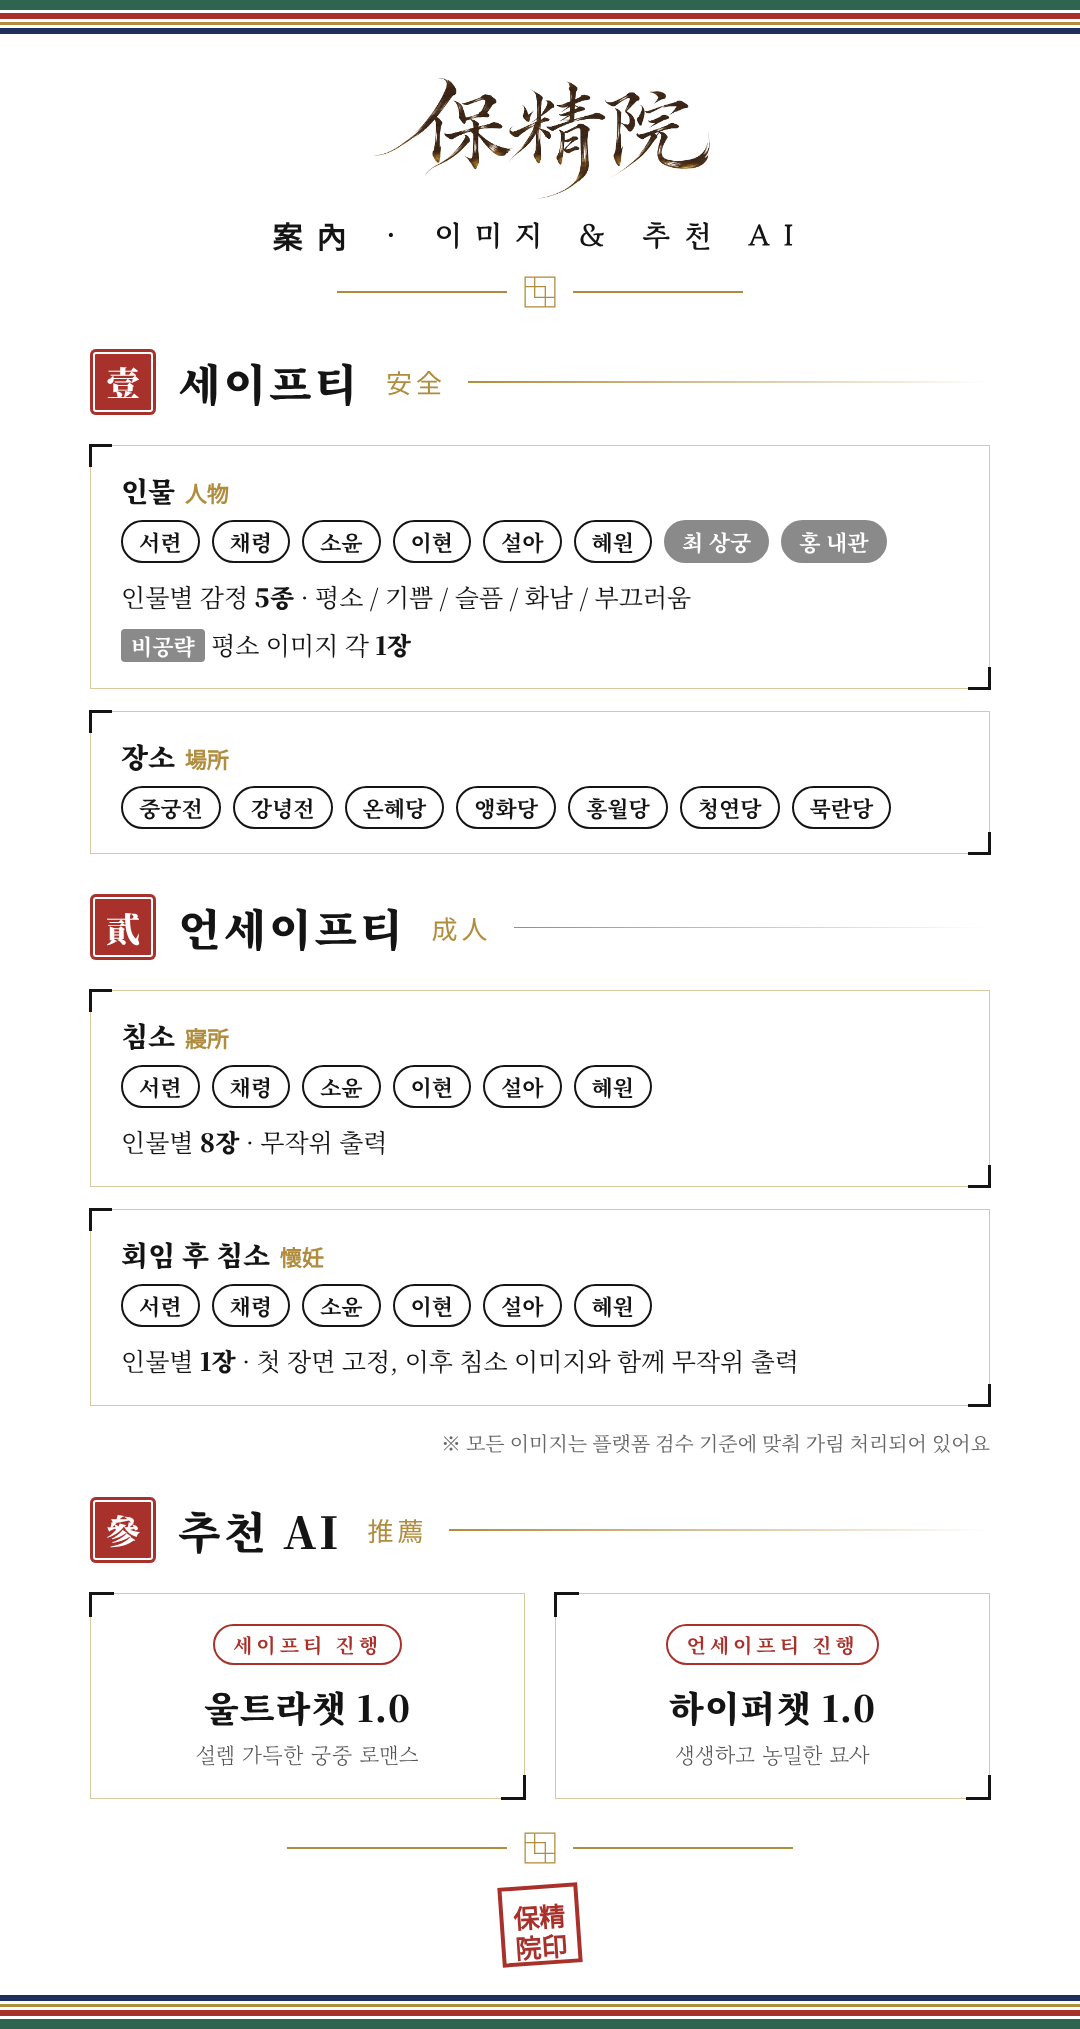 保精院
案內 · 이미지 & 추천 AI
壹 세이프티 安全
인물 人物
서련 채령 소윤 이현 설아 혜원 최 상궁 홍 내관
인물별 감정 5종 · 평소 / 기쁨 / 슬픔 / 화남 / 부끄러움
비공략 평소 이미지 각 1장
장소 場所
중궁전 강녕전 온혜당 앵화당 홍월당 청연당 묵란당
貳 언세이프티 成人
침소 寢所
서련 채령 소윤 이현 설아 혜원
인물별 8장 · 무작위 출력
회임 후 침소 懷妊
서련 채령 소윤 이현 설아 혜원
인물별 1장 · 첫 장면 고정, 이후 침소 이미지와 함께 무작위 출력
※ 모든 이미지는 플랫폼 검수 기준에 맞춰 가림 처리되어 있어요
參 추천 AI 推薦
세이프티 진행
울트라챗 1.0
설렘 가득한 궁중 로맨스
언세이프티 진행
하이퍼챗 1.0
생생하고 농밀한 묘사
保精
院印